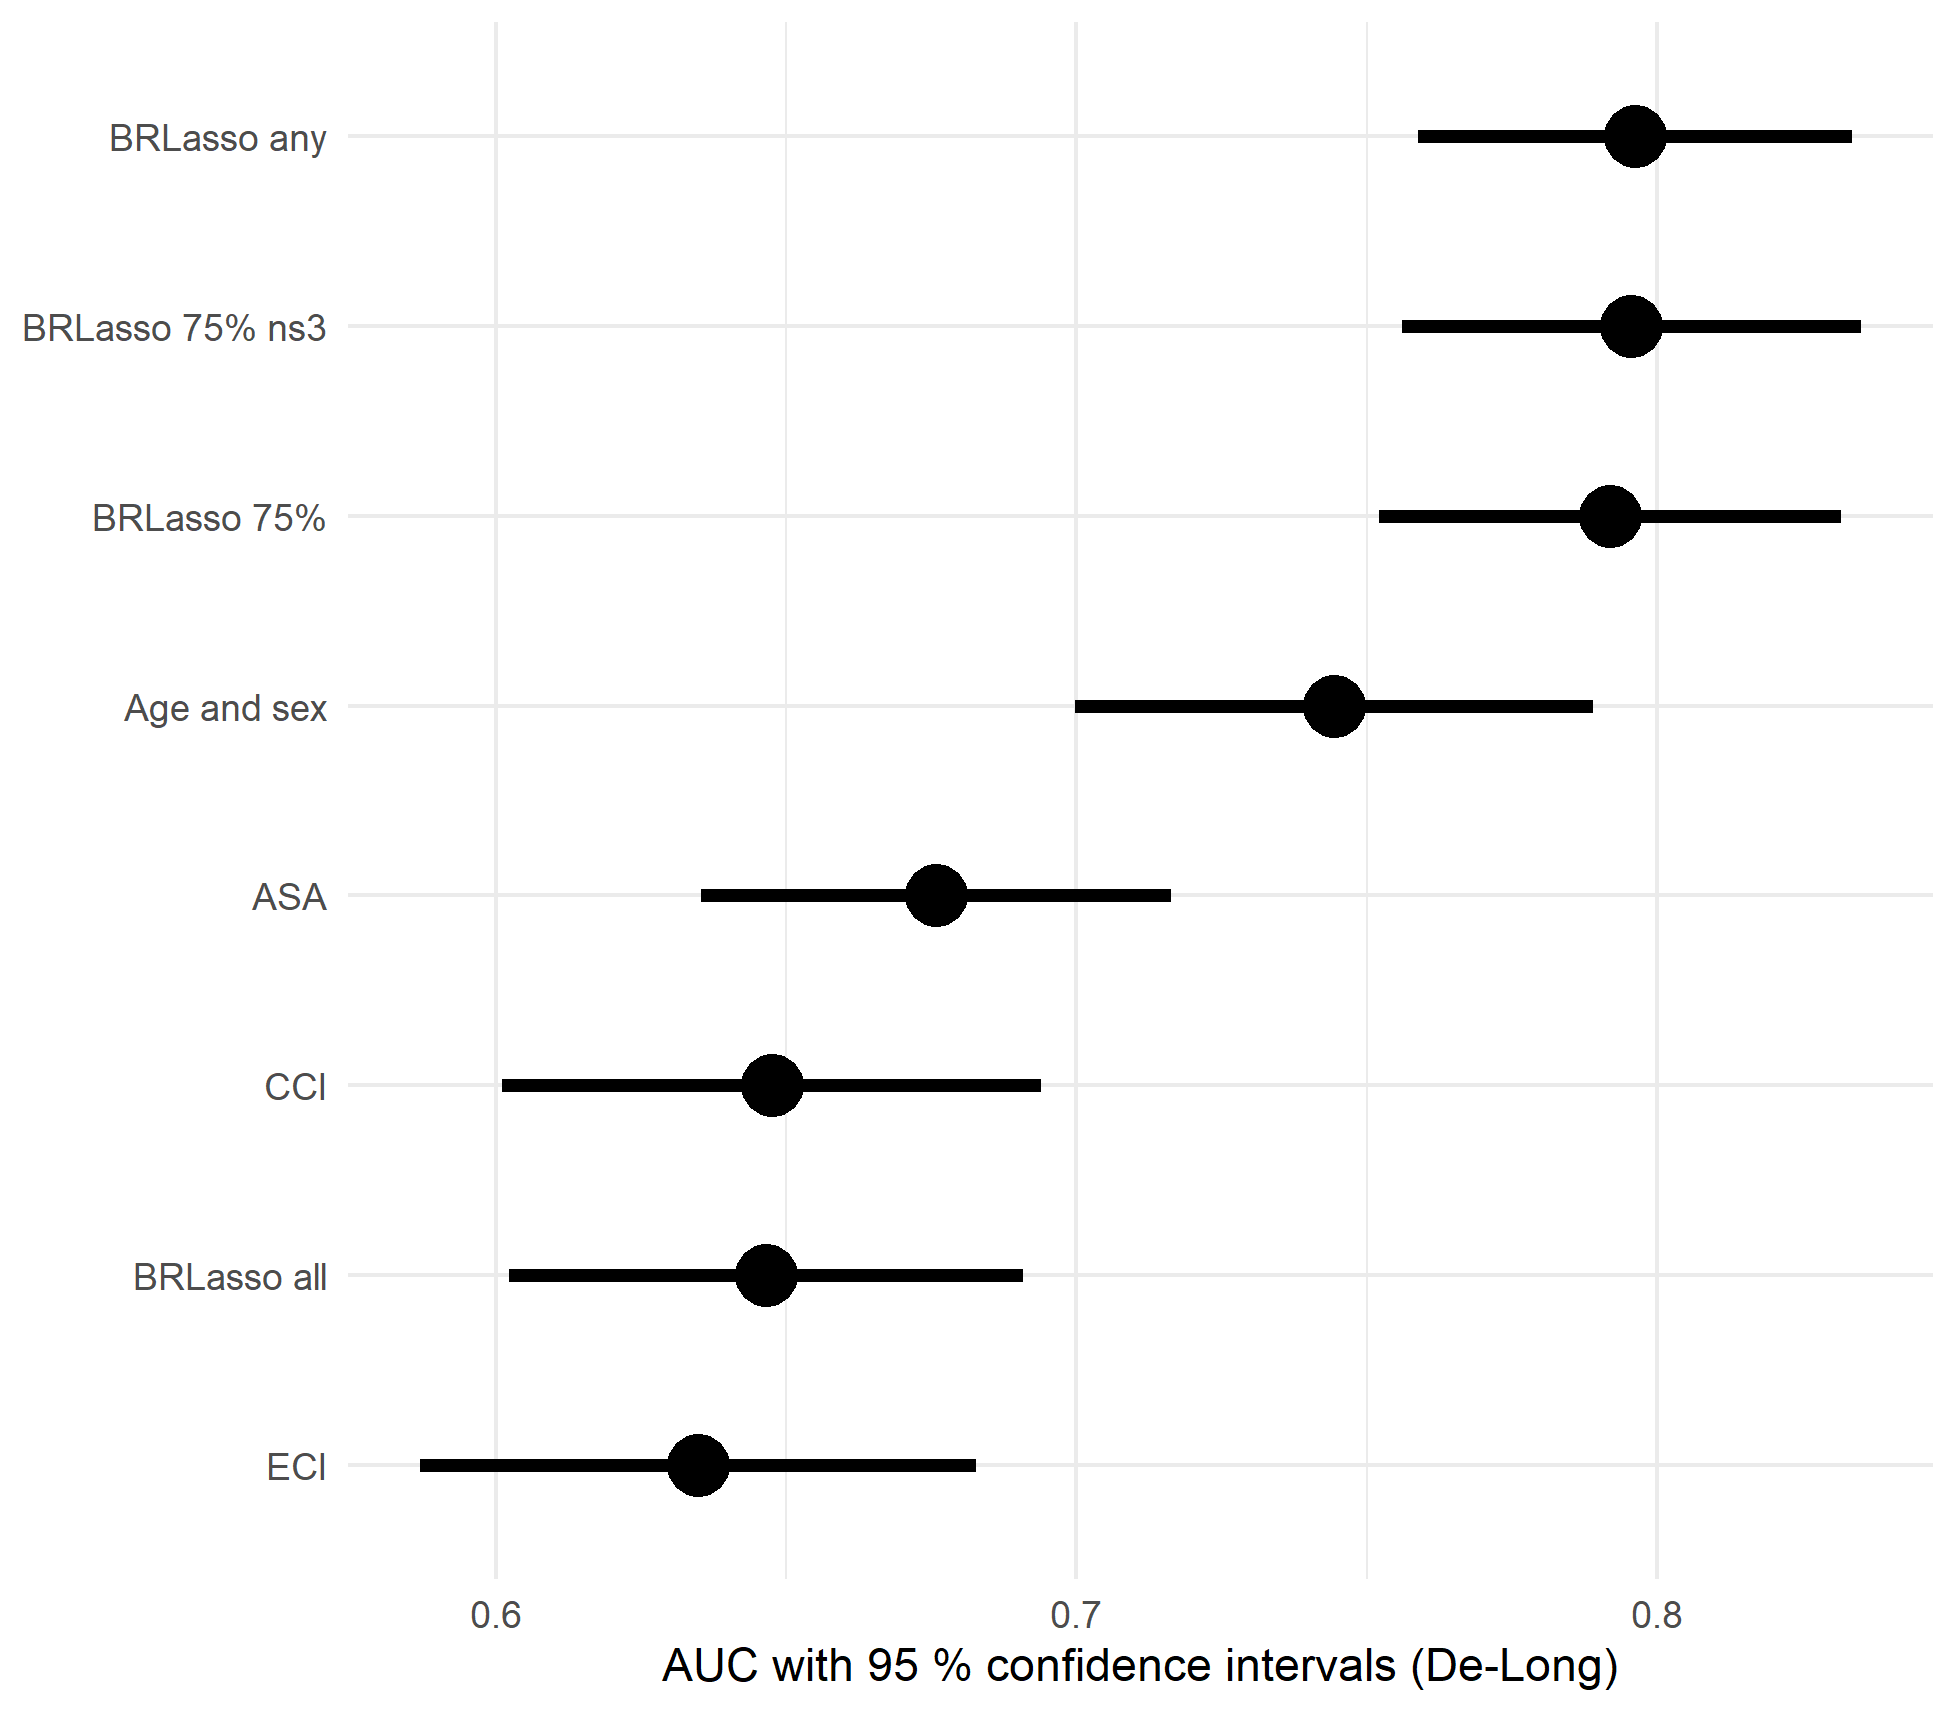 BRLasso any
BRLasso 75% ns3
BRLasso 75%
Age and sex
ASA
CCI
BRLasso all
ECI
0.6 0.7 0.8
AUC with 95 % confidence intervals (De-Long)